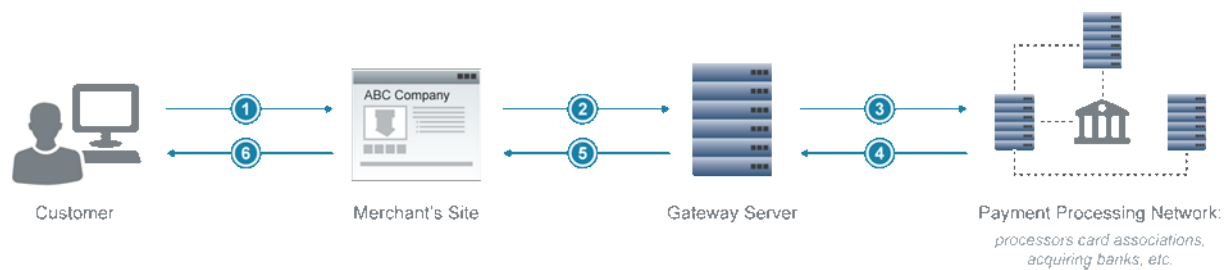 ABC Company
1
2
3
6
5
4
Customer
Merchant's Site
Gateway Server
Payment Processing Network:
processors card associations,
acquiring banks, etc.